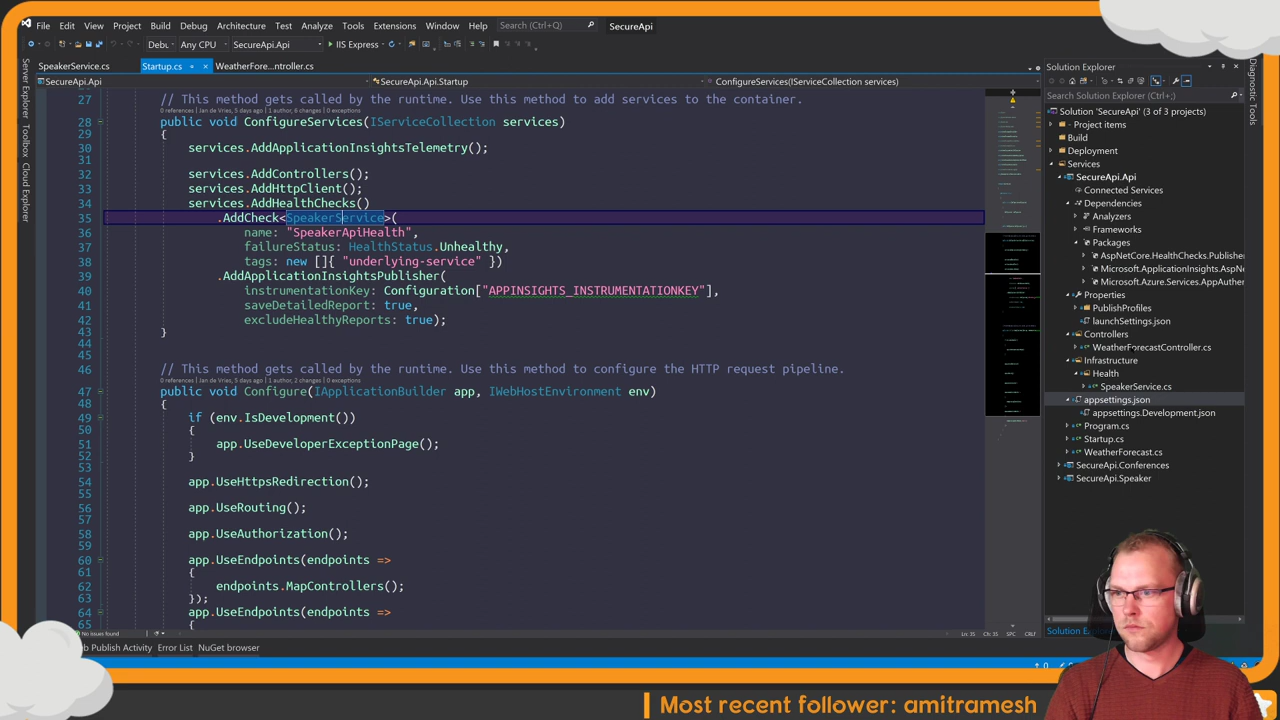 File Edit View Project Build Debug Architecture Test Analyze Tools Extensions Window Help Search (Ctrl+Q) SecureApi
Any CPU SecureApi.Api IIS Express
SpeakerService.cs Startup.cs WeatherFore...ntroller.cs
SecureApi.Api SecureApi.Api.Startup ConfigureServices(IServiceCollection services)
27 // This method gets called by the runtime. Use this method to add services to the container.
0 references | Jan de Vries, 5 days ago | 1 author, 6 changes | 0 exceptions
28 public void ConfigureServices(IServiceCollection services)
29 {
30 services.AddApplicationInsightsTelemetry();
31
32 services.AddControllers();
33 services.AddHttpClient();
34 services.AddHealthChecks()
35 .AddCheck<SpeakerService>(
36 name: "SpeakerApiHealth",
37 failureStatus: HealthStatus.Unhealthy,
38 tags: new[]{ "underlying-service" })
39 .AddApplicationInsightsPublisher(
40 instrumentationKey: Configuration["APPINSIGHTS_INSTRUMENTATIONKEY"],
41 saveDetailedReport: true,
42 excludeHealthyReports: true);
43 }
44
45
46 // This method gets called by the runtime. Use this method to configure the HTTP request pipeline.
0 references | Jan de Vries, 5 days ago | 1 author, 2 changes | 0 exceptions
47 public void Configure(IApplicationBuilder app, IWebHostEnvironment env)
48 {
49 if (env.IsDevelopment())
50 {
51 app.UseDeveloperExceptionPage();
52 }
53
54 app.UseHttpsRedirection();
55
56 app.UseRouting();
57
58 app.UseAuthorization();
59
60 app.UseEndpoints(endpoints =>
61 {
62 endpoints.MapControllers();
63 });
64 app.UseEndpoints(endpoints =>
65 {
No issues found Ln: 35 Ch: 35 SPC CRLF
Publish Activity Error List NuGet browser
Server Explorer
Toolbox
Cloud Explorer
Solution Explorer
Search Solution Explorer (Ctrl+;)
Solution 'SecureApi' (3 of 3 projects)
Project items
Build
Deployment
Services
SecureApi.Api
Connected Services
Dependencies
Analyzers
Frameworks
Packages
AspNetCore.HealthChecks.Publisher
Microsoft.ApplicationInsights.AspNe
Microsoft.Azure.Services.AppAuther
Properties
PublishProfiles
launchSettings.json
Controllers
WeatherForecastController.cs
Infrastructure
Health
SpeakerService.cs
appsettings.json
appsettings.Development.json
Program.cs
Startup.cs
WeatherForecast.cs
SecureApi.Conferences
SecureApi.Speaker
Diagnostic Tools
Most recent follower: amitramesh